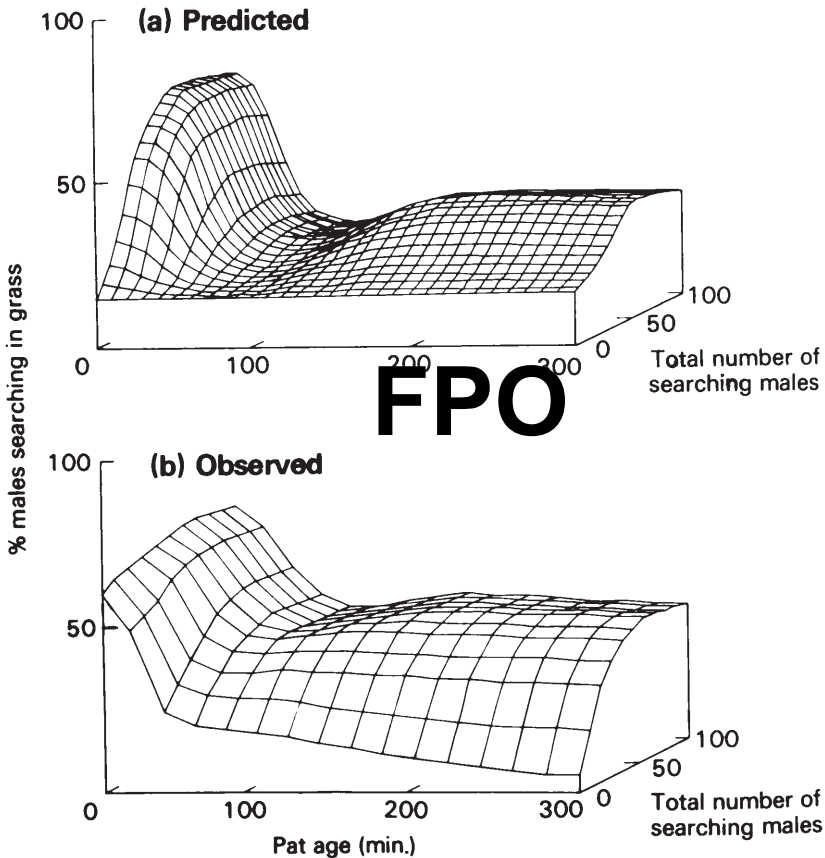 (a) Predicted
100
50
0
100
200
300
0
50
100
Total number of
searching males
% males searching in grass
FPO
(b) Observed
100
50
0
100
200
300
0
50
100
Total number of
searching males
Pat age (min.)